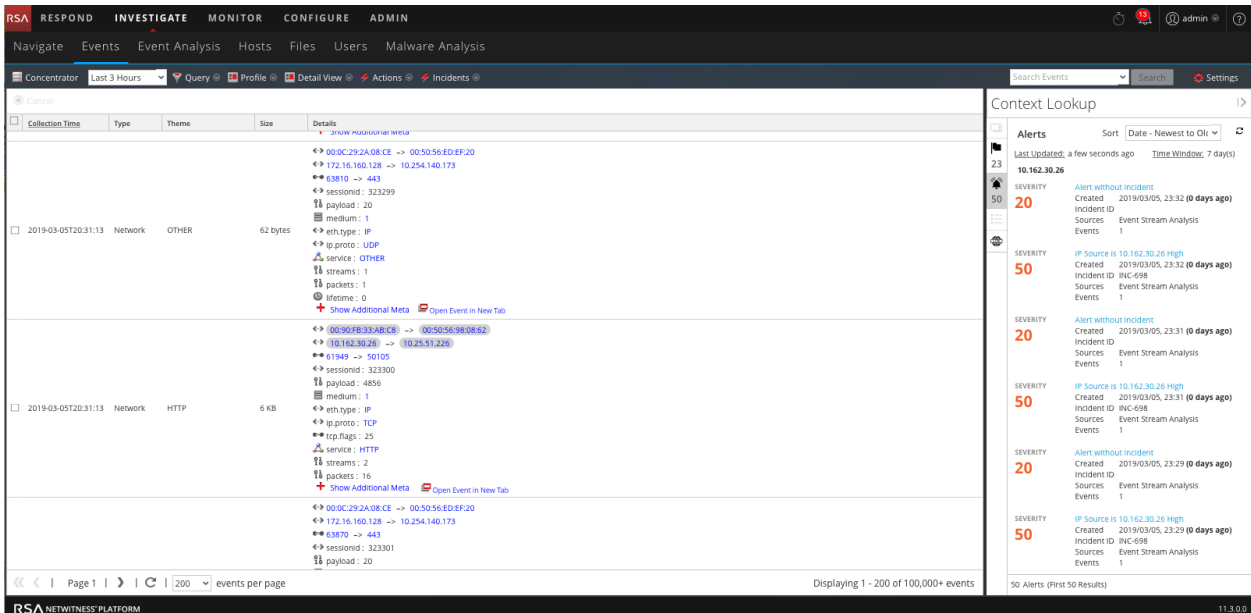 RSA RESPOND INVESTIGATE MONITOR CONFIGURE ADMIN 13 admin ?
Navigate Events Event Analysis Hosts Files Users Malware Analysis
Concentrator Last 3 Hours Query Profile Detail View Actions Incidents Search Events Search Settings
Cancel
Collection Time Type Theme Size Details
Show Additional Meta
2019-03-05T20:31:13 Network OTHER 62 bytes
00:0C:29:2A:08:CE -> 00:50:56:ED:EF:20
172.16.160.128 -> 10.254.140.173
63810 -> 443
sessionid : 323299
payload : 20
medium : 1
eth.type : IP
ip.proto : UDP
service : OTHER
streams : 1
packets : 1
lifetime : 0
Show Additional Meta Open Event in New Tab
2019-03-05T20:31:13 Network HTTP 6 KB
00:90:FB:33:AB:C8 -> 00:50:56:98:08:62
10.162.30.26 -> 10.25.51.226
61949 -> 50105
sessionid : 323300
payload : 4856
medium : 1
eth.type : IP
ip.proto : TCP
tcp.flags : 25
service : HTTP
streams : 2
packets : 16
Show Additional Meta Open Event in New Tab
00:0C:29:2A:08:CE -> 00:50:56:ED:EF:20
172.16.160.128 -> 10.254.140.173
63870 -> 443
sessionid : 323301
payload : 20
Page 1 | 200 events per page Displaying 1 - 200 of 100,000+ events
Context Lookup
23
50
Alerts Sort Date - Newest to Olc
Last Updated: a few seconds ago Time Window: 7 day(s)
10.162.30.26
SEVERITY Alert without Incident
20 Created 2019/03/05, 23:32 (0 days ago)
Incident ID
Sources Event Stream Analysis
Events 1
SEVERITY IP Source is 10.162.30.26 High
50 Created 2019/03/05, 23:32 (0 days ago)
Incident ID INC-698
Sources Event Stream Analysis
Events 1
SEVERITY Alert without Incident
20 Created 2019/03/05, 23:31 (0 days ago)
Incident ID
Sources Event Stream Analysis
Events 1
SEVERITY IP Source is 10.162.30.26 High
50 Created 2019/03/05, 23:31 (0 days ago)
Incident ID INC-698
Sources Event Stream Analysis
Events 1
SEVERITY Alert without Incident
20 Created 2019/03/05, 23:29 (0 days ago)
Incident ID
Sources Event Stream Analysis
Events 1
SEVERITY IP Source is 10.162.30.26 High
50 Created 2019/03/05, 23:29 (0 days ago)
Incident ID INC-698
Sources Event Stream Analysis
Events 1
50 Alerts (First 50 Results)
RSA NETWITNESS® PLATFORM 11.3.0.0